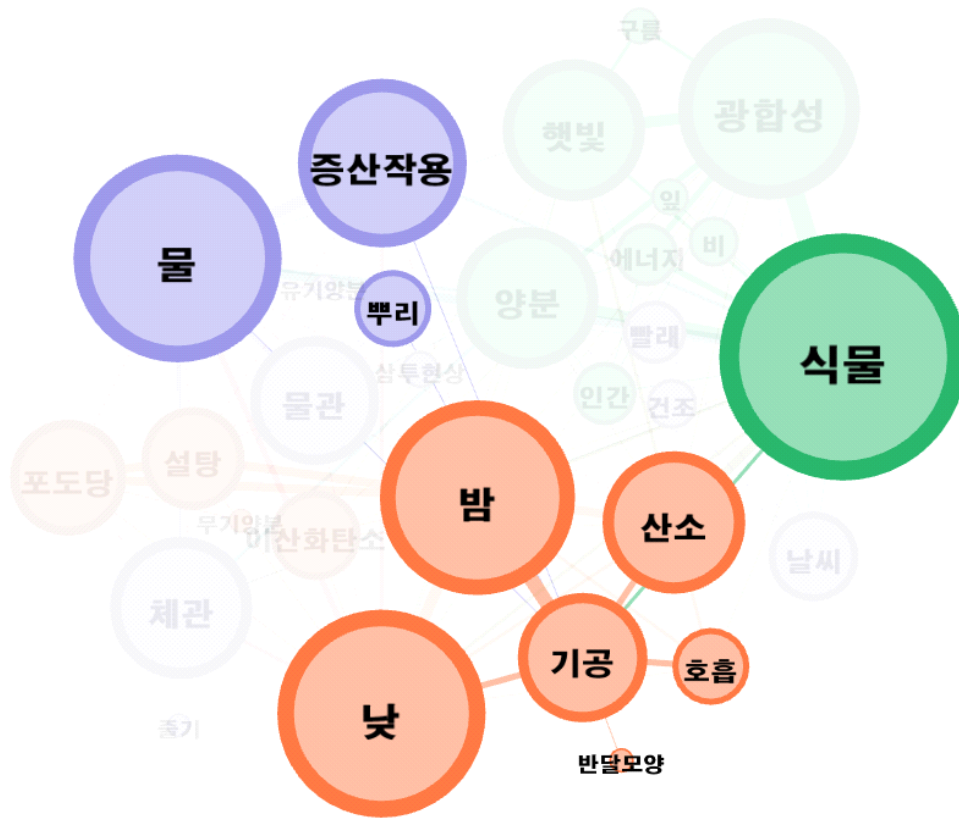 구름
광합성
햇빛
증산작용
잎
비
에너지
물
유기양분
양분
뿌리
빨래
식물
삼투현상
물관
인간
건조
설탕
포도당
밤
무기양분
이산화탄소
산소
날씨
체관
기공
호흡
낮
줄기
반달모양